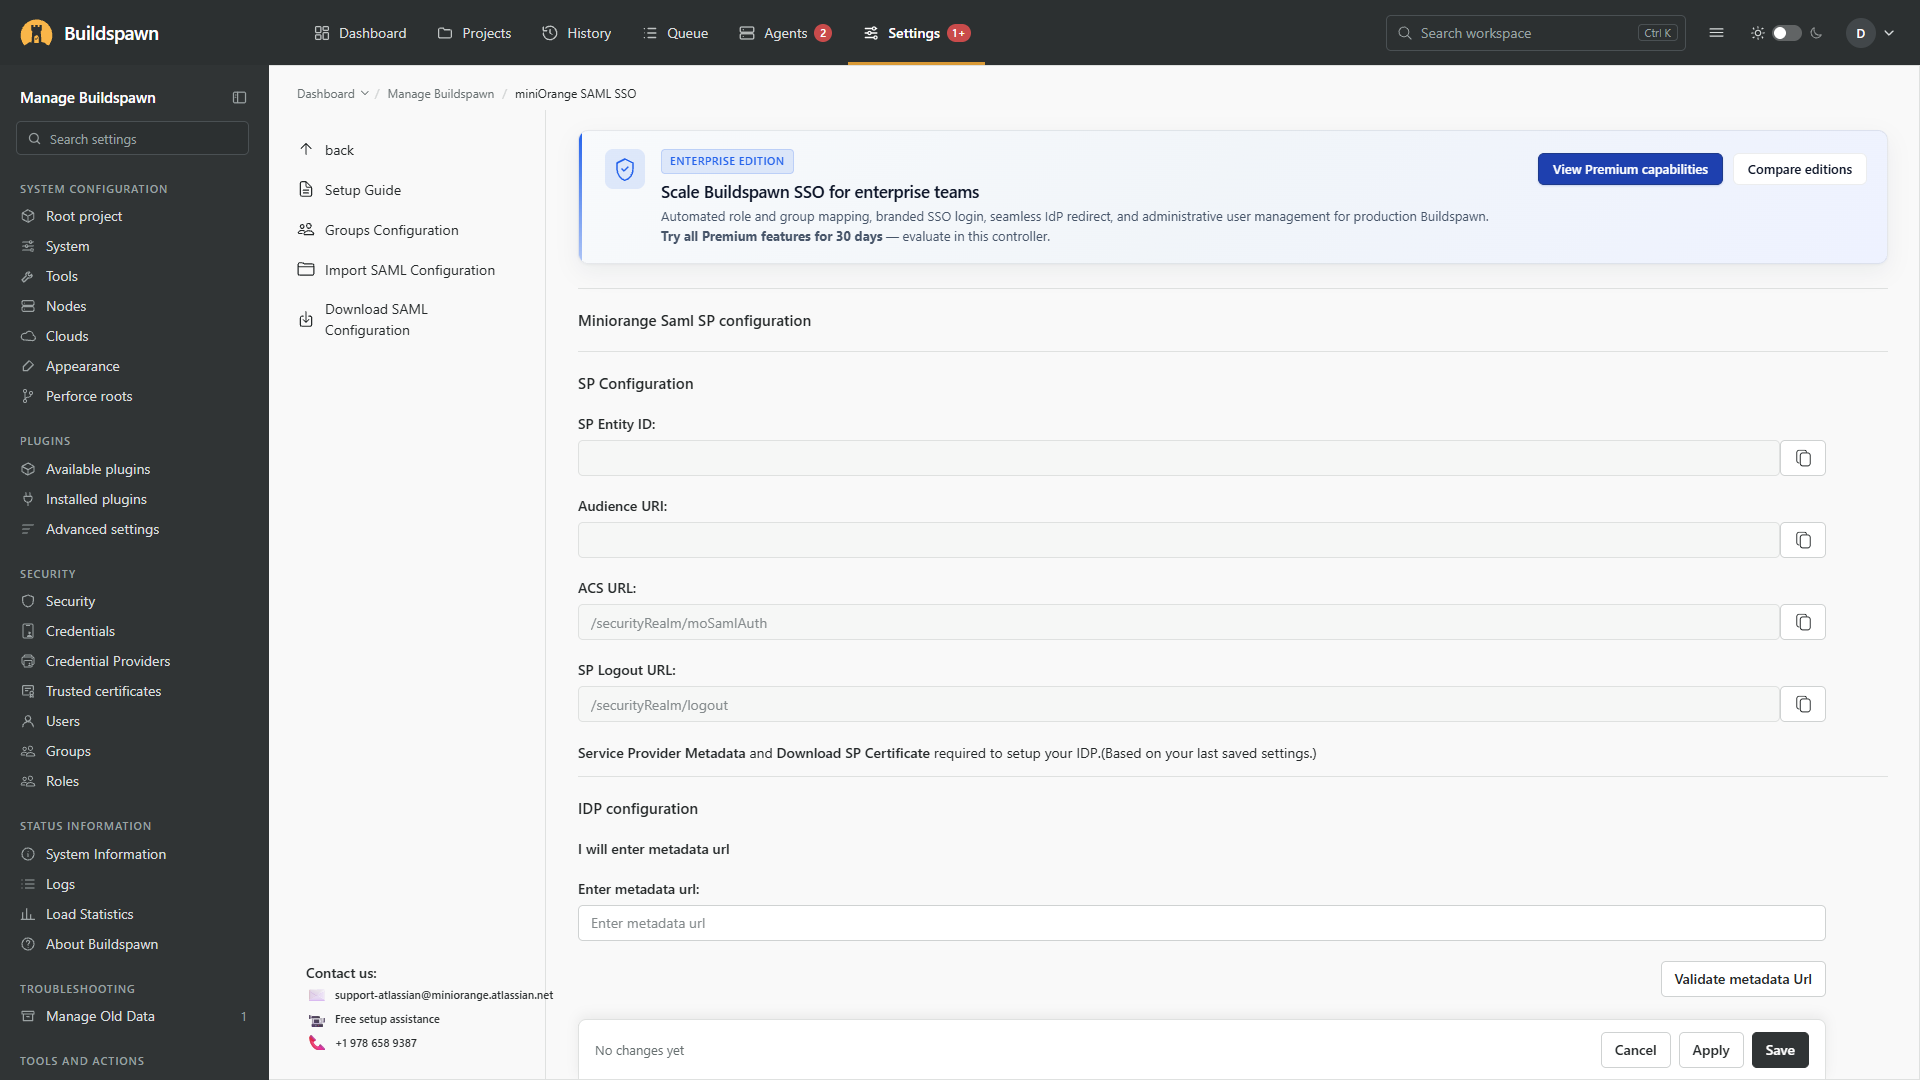 Buildspawn
Dashboard
Projects
History
Queue
Agents 2
Settings 1+
Search workspace Ctrl K
D
Manage Buildspawn
Search settings
SYSTEM CONFIGURATION
Root project
System
Tools
Nodes
Clouds
Appearance
Perforce roots
PLUGINS
Available plugins
Installed plugins
Advanced settings
SECURITY
Security
Credentials
Credential Providers
Trusted certificates
Users
Groups
Roles
STATUS INFORMATION
System Information
Logs
Load Statistics
About Buildspawn
TROUBLESHOOTING
Manage Old Data 1
TOOLS AND ACTIONS
Dashboard / Manage Buildspawn / miniOrange SAML SSO
back
Setup Guide
Groups Configuration
Import SAML Configuration
Download SAML
Configuration
Contact us:
support-atlassian@miniorange.atlassian.net
Free setup assistance
+1 978 658 9387
ENTERPRISE EDITION
Scale Buildspawn SSO for enterprise teams
Automated role and group mapping, branded SSO login, seamless IdP redirect, and administrative user management for production Buildspawn.
Try all Premium features for 30 days — evaluate in this controller.
View Premium capabilities
Compare editions
Miniorange Saml SP configuration
SP Configuration
SP Entity ID:
Audience URI:
ACS URL:
/securityRealm/moSamlAuth
SP Logout URL:
/securityRealm/logout
Service Provider Metadata and Download SP Certificate required to setup your IDP.(Based on your last saved settings.)
IDP configuration
I will enter metadata url
Enter metadata url:
Enter metadata url
Validate metadata Url
No changes yet
Cancel
Apply
Save